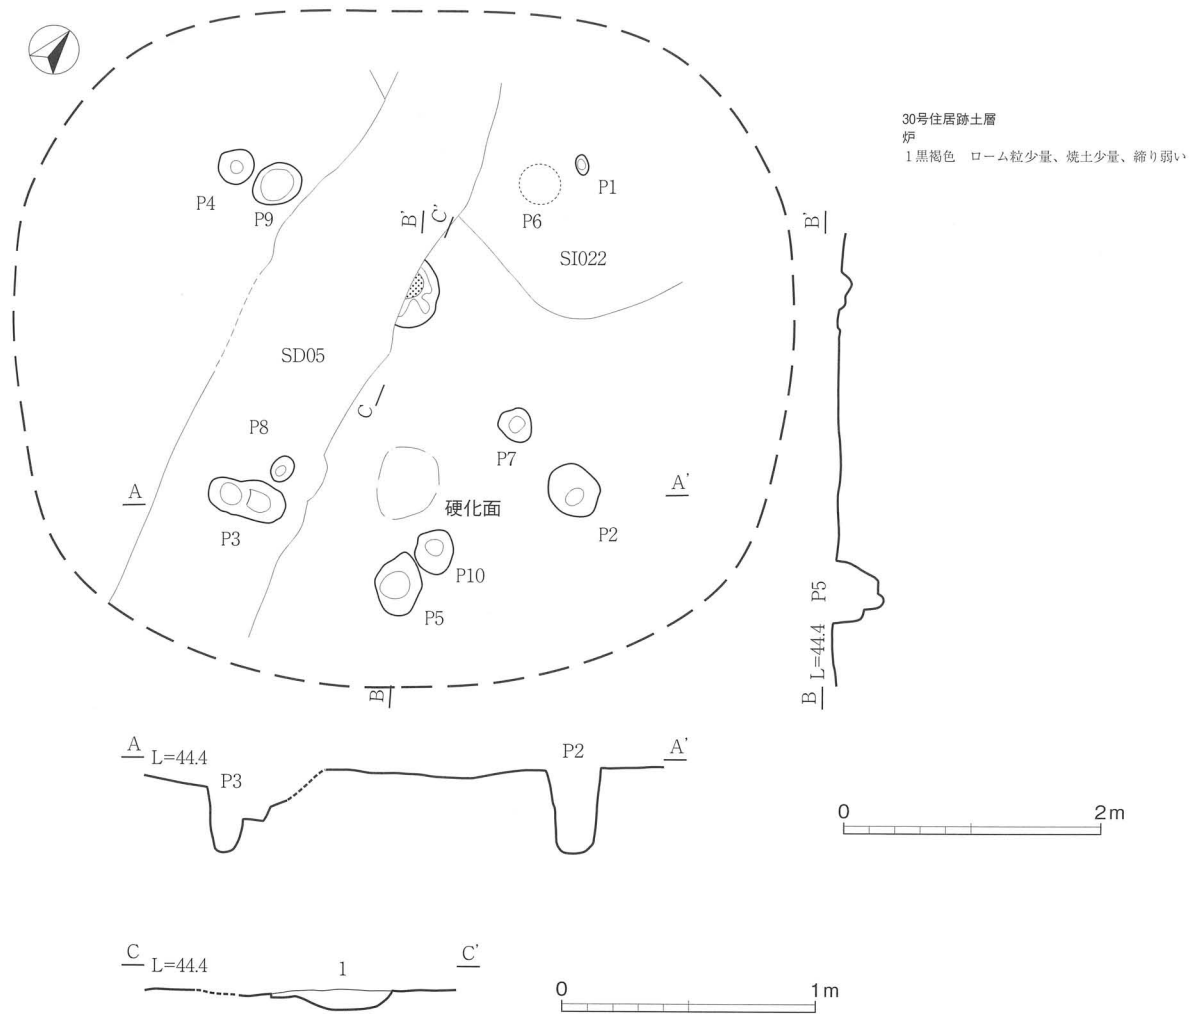 30号住居跡土層
炉
1 黒褐色　ローム粒少量、焼土少量、締り弱い
P4
P9
P1
P6
B'
C'
SI022
B'
SD05
C
P8
P7
A
A'
硬化面
P3
P2
P10
P5
P5
B L=44.4
B
A L=44.4
P3
P2
A'
0 2m
C L=44.4
1
C'
0 1m